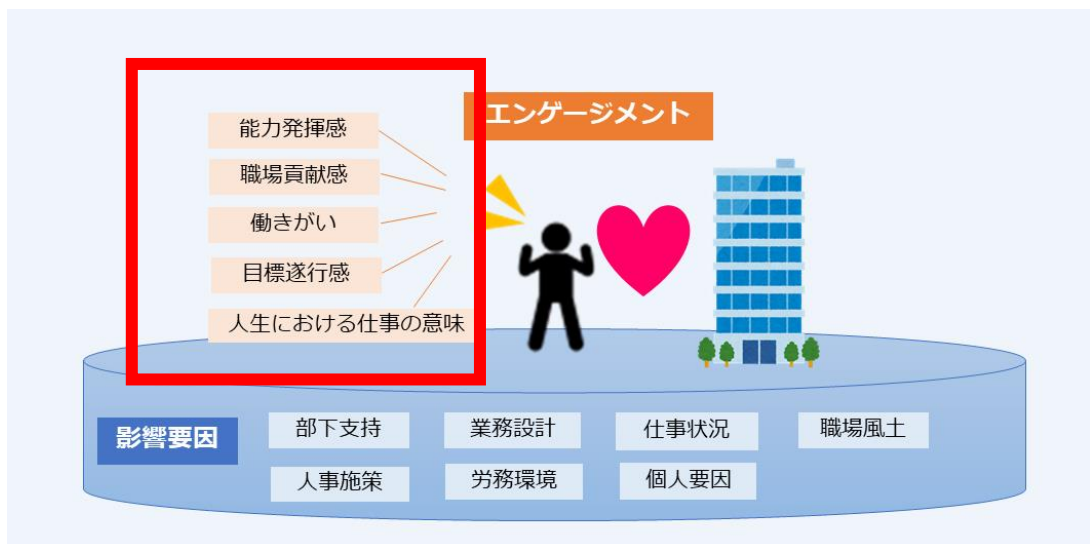 エンゲージメント
能力発揮感
職場貢献感
働きがい
目標遂行感
人生における仕事の意味
影響要因
部下支持
業務設計
仕事状況
職場風土
人事施策
労務環境
個人要因